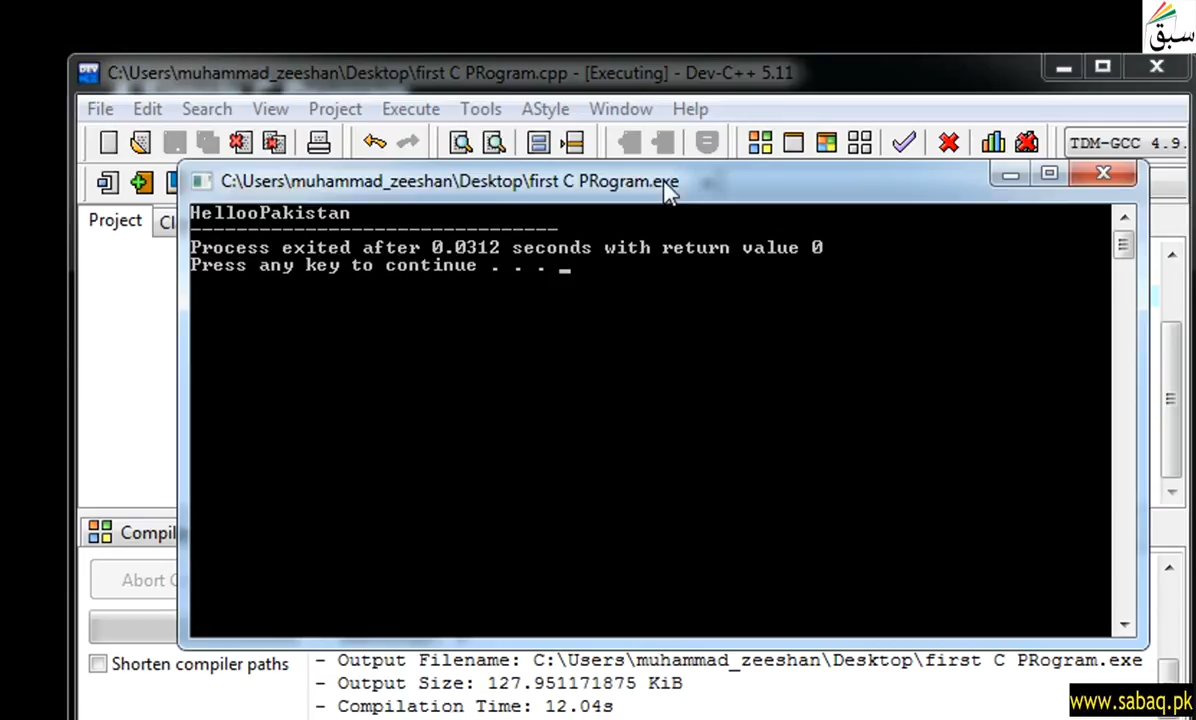 سبق
C:\Users\muhammad_zeeshan\Desktop\first C PRogram.cpp - [Executing] - Dev-C++ 5.11
File Edit Search View Project Execute Tools AStyle Window Help
TDM-GCC 4.9.
C:\Users\muhammad_zeeshan\Desktop\first C PRogram.exe
Project
HellooPakistan
--------------------------------
Process exited after 0.0312 seconds with return value 0
Press any key to continue . . . _
Shorten compiler paths
- Output Filename: C:\Users\muhammad_zeeshan\Desktop\first C PRogram.exe
- Output Size: 127.951171875 KiB
- Compilation Time: 12.04s
www.sabaq.pk